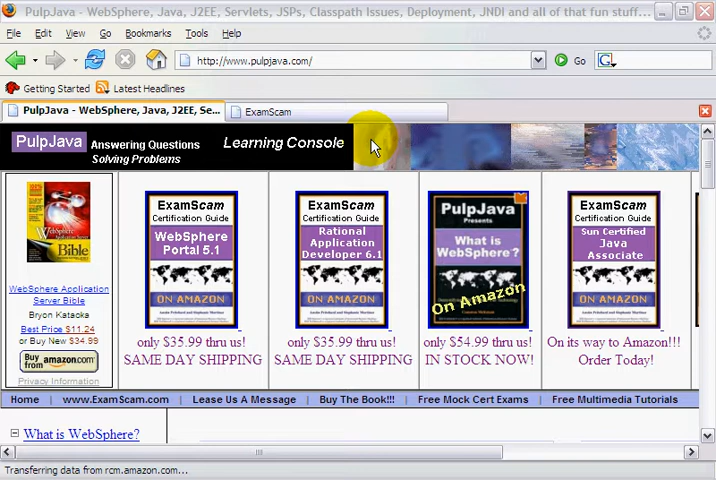 PulpJava - WebSphere, Java, J2EE, Servlets, JSPs, Classpath Issues, Deployment, JNDI and all of that fun stuff...
File Edit View Go Bookmarks Tools Help
http://www.pulpjava.com/ Go G
Getting Started Latest Headlines
PulpJava - WebSphere, Java, J2EE, Se... ExamScam
PulpJava Answering Questions Learning Console
Solving Problems
Bible
WebSphere Application
Server Bible
Bryon Kataoka
Best Price $11.24
or Buy New $34.99
Buy from amazon.com
Privacy Information
ExamScam
Certification Guide
WebSphere
Portal 5.1
ON AMAZON
only $35.99 thru us!
SAME DAY SHIPPING
ExamScam
Certification Guide
Rational
Application
Developer 6.1
ON AMAZON
only $35.99 thru us!
SAME DAY SHIPPING
PulpJava
Presents
What is
WebSphere ?
On Amazon
only $54.99 thru us!
IN STOCK NOW!
ExamScam
Certification Guide
Sun Certified
Java
Associate
ON AMAZON
On its way to Amazon!!!
Order Today!
Home | www.ExamScam.com | Lease Us A Message | Buy The Book!!! | Free Mock Cert Exams | Free Multimedia Tutorials
What is WebSphere?
Transferring data from rcm.amazon.com...